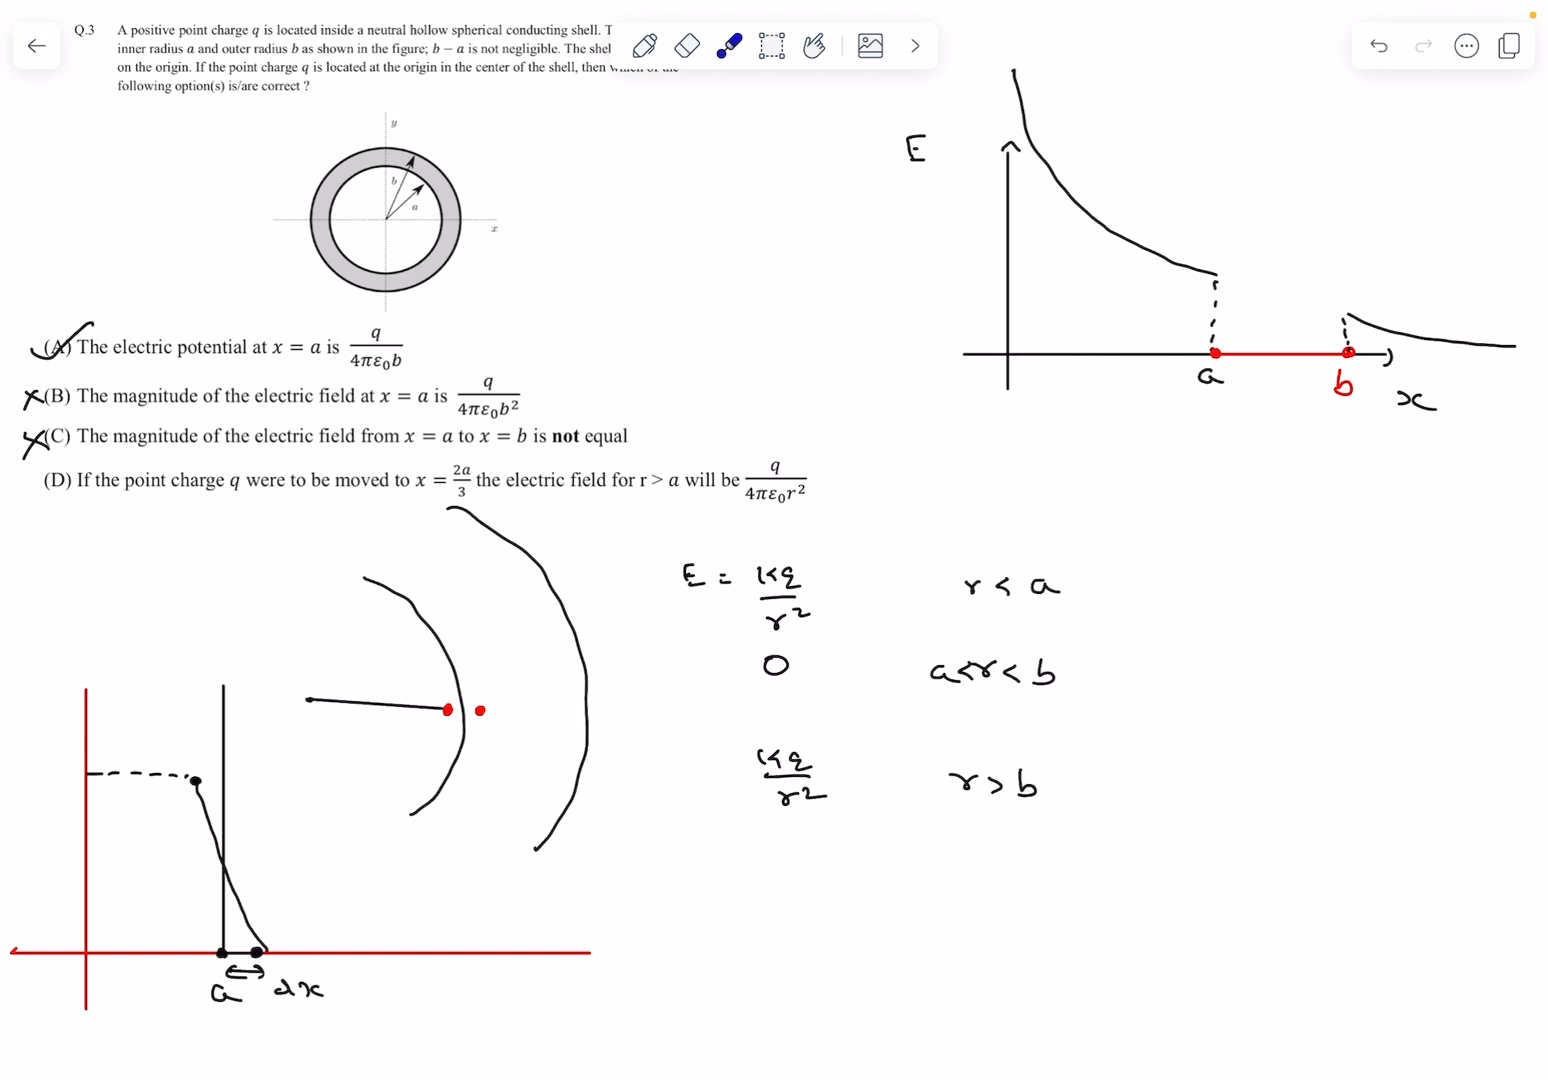 Q.3 A positive point charge q is located inside a neutral hollow spherical conducting shell. T
inner radius a and outer radius b as shown in the figure; b − a is not negligible. The shel
on the origin. If the point charge q is located at the origin in the center of the shell, then
following option(s) is/are correct ?
y
b
a
x
(A) The electric potential at x = a is q/4πε₀b
(B) The magnitude of the electric field at x = a is q/4πε₀b²
(C) The magnitude of the electric field from x = a to x = b is not equal
(D) If the point charge q were to be moved to x = 2a/3 the electric field for r > a will be q/4πε₀r²
E
a
b
x
E = Kq/r² r < a
0 a<r<b
Kq/r² r > b
a dx